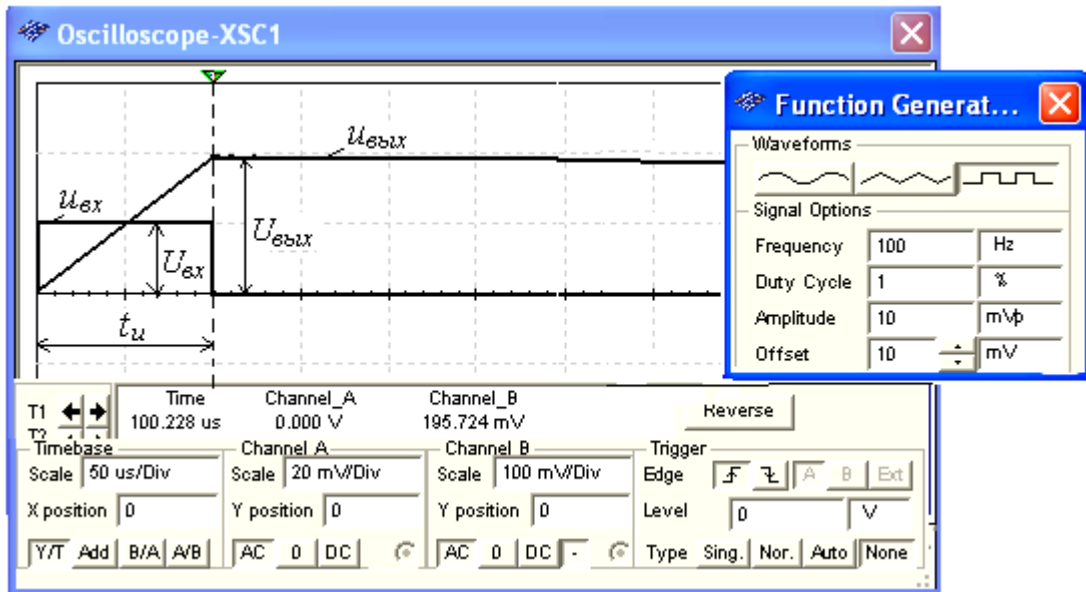 Oscilloscope-XSC1
uвых
uвх
Uвых
Uвх
tи
Function Generat...
Waveforms
Signal Options
Frequency 100 Hz
Duty Cycle 1 %
Amplitude 10 mVp
Offset 10 mV
Time Channel_A Channel_B
T1 100.228 us 0.000 V 195.724 mV Reverse
T2
Timebase Channel A Channel B Trigger
Scale 50 us/Div Scale 20 mV/Div Scale 100 mV/Div Edge A B Ext
X position 0 Y position 0 Y position 0 Level 0 V
Y/T Add B/A A/B AC 0 DC AC 0 DC - Type Sing. Nor. Auto None